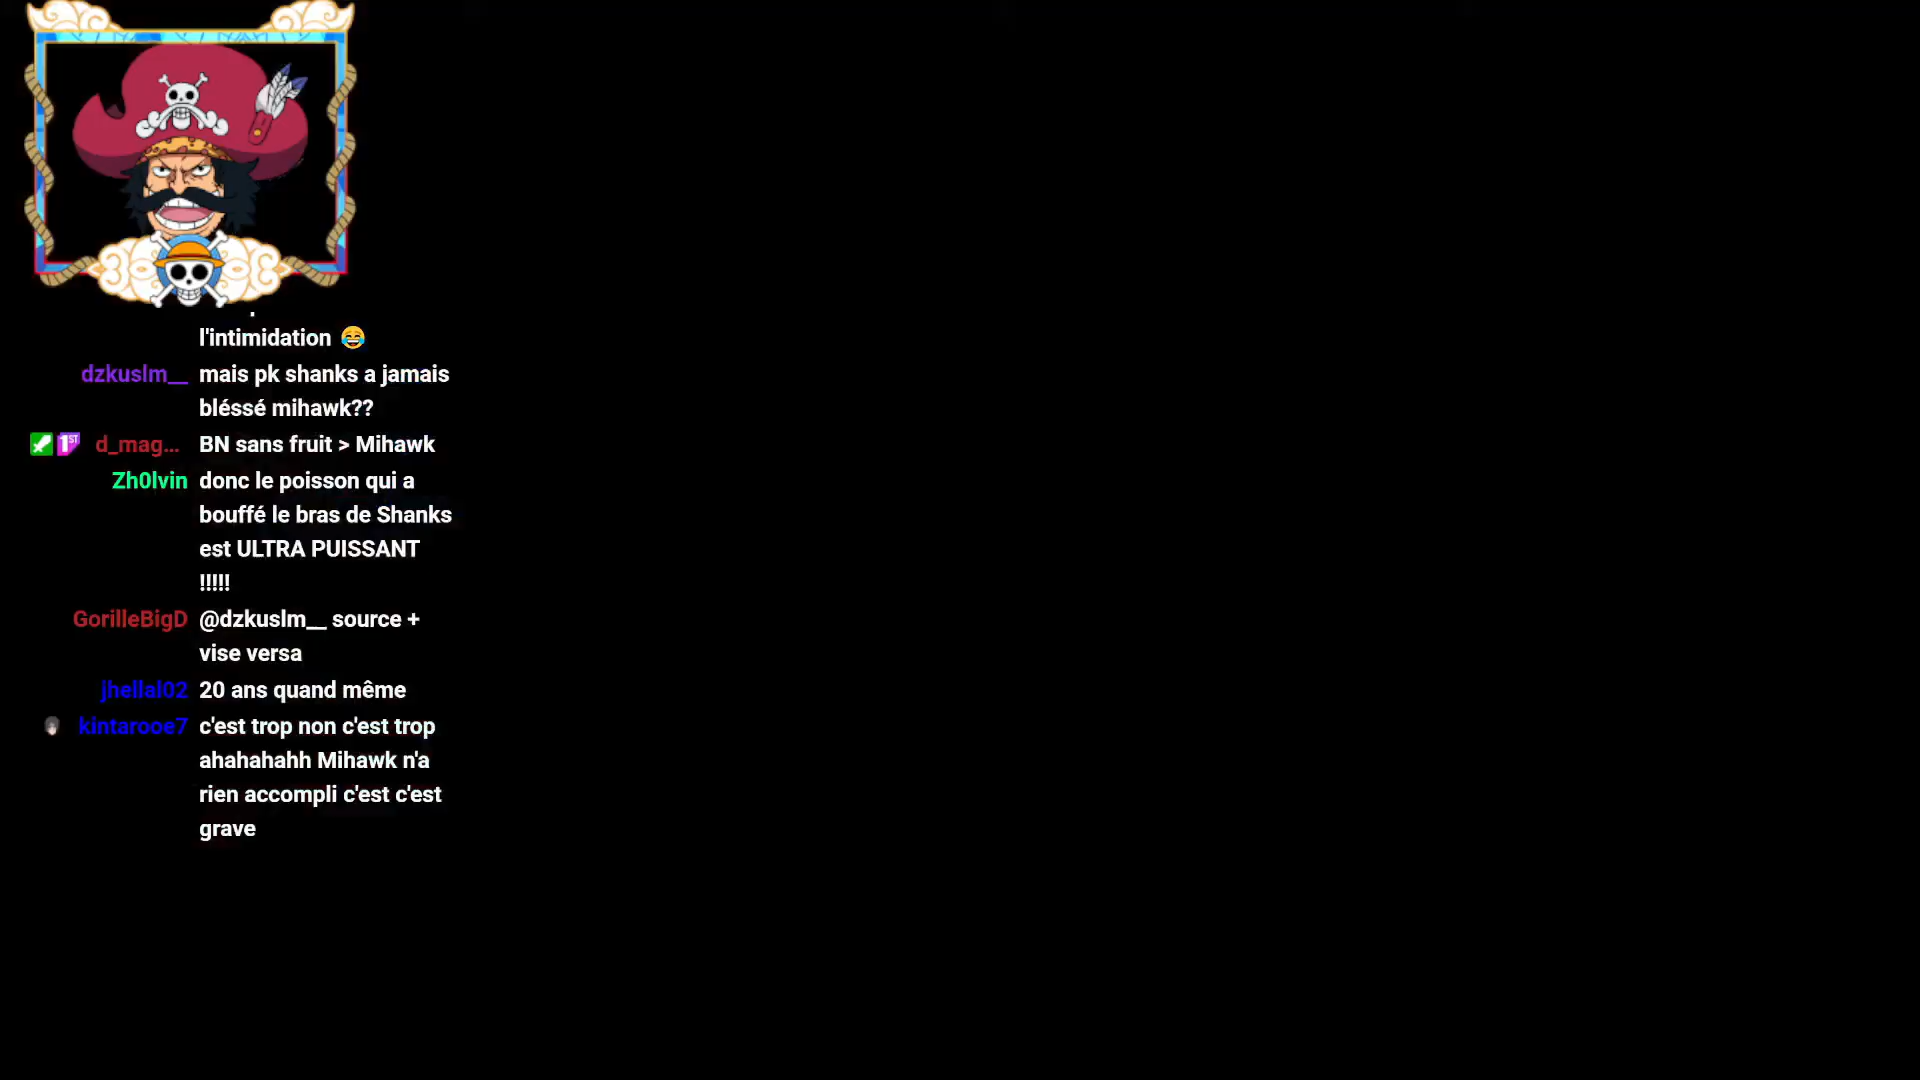 l'intimidation 😂
dzkuslm__ mais pk shanks a jamais
bléssé mihawk??
1ST d_mag... BN sans fruit > Mihawk
Zh0lvin donc le poisson qui a
bouffé le bras de Shanks
est ULTRA PUISSANT
!!!!!
GorilleBigD @dzkuslm__ source +
vise versa
jhellal02 20 ans quand même
kintarooe7 c'est trop non c'est trop
ahahahahh Mihawk n'a
rien accompli c'est c'est
grave